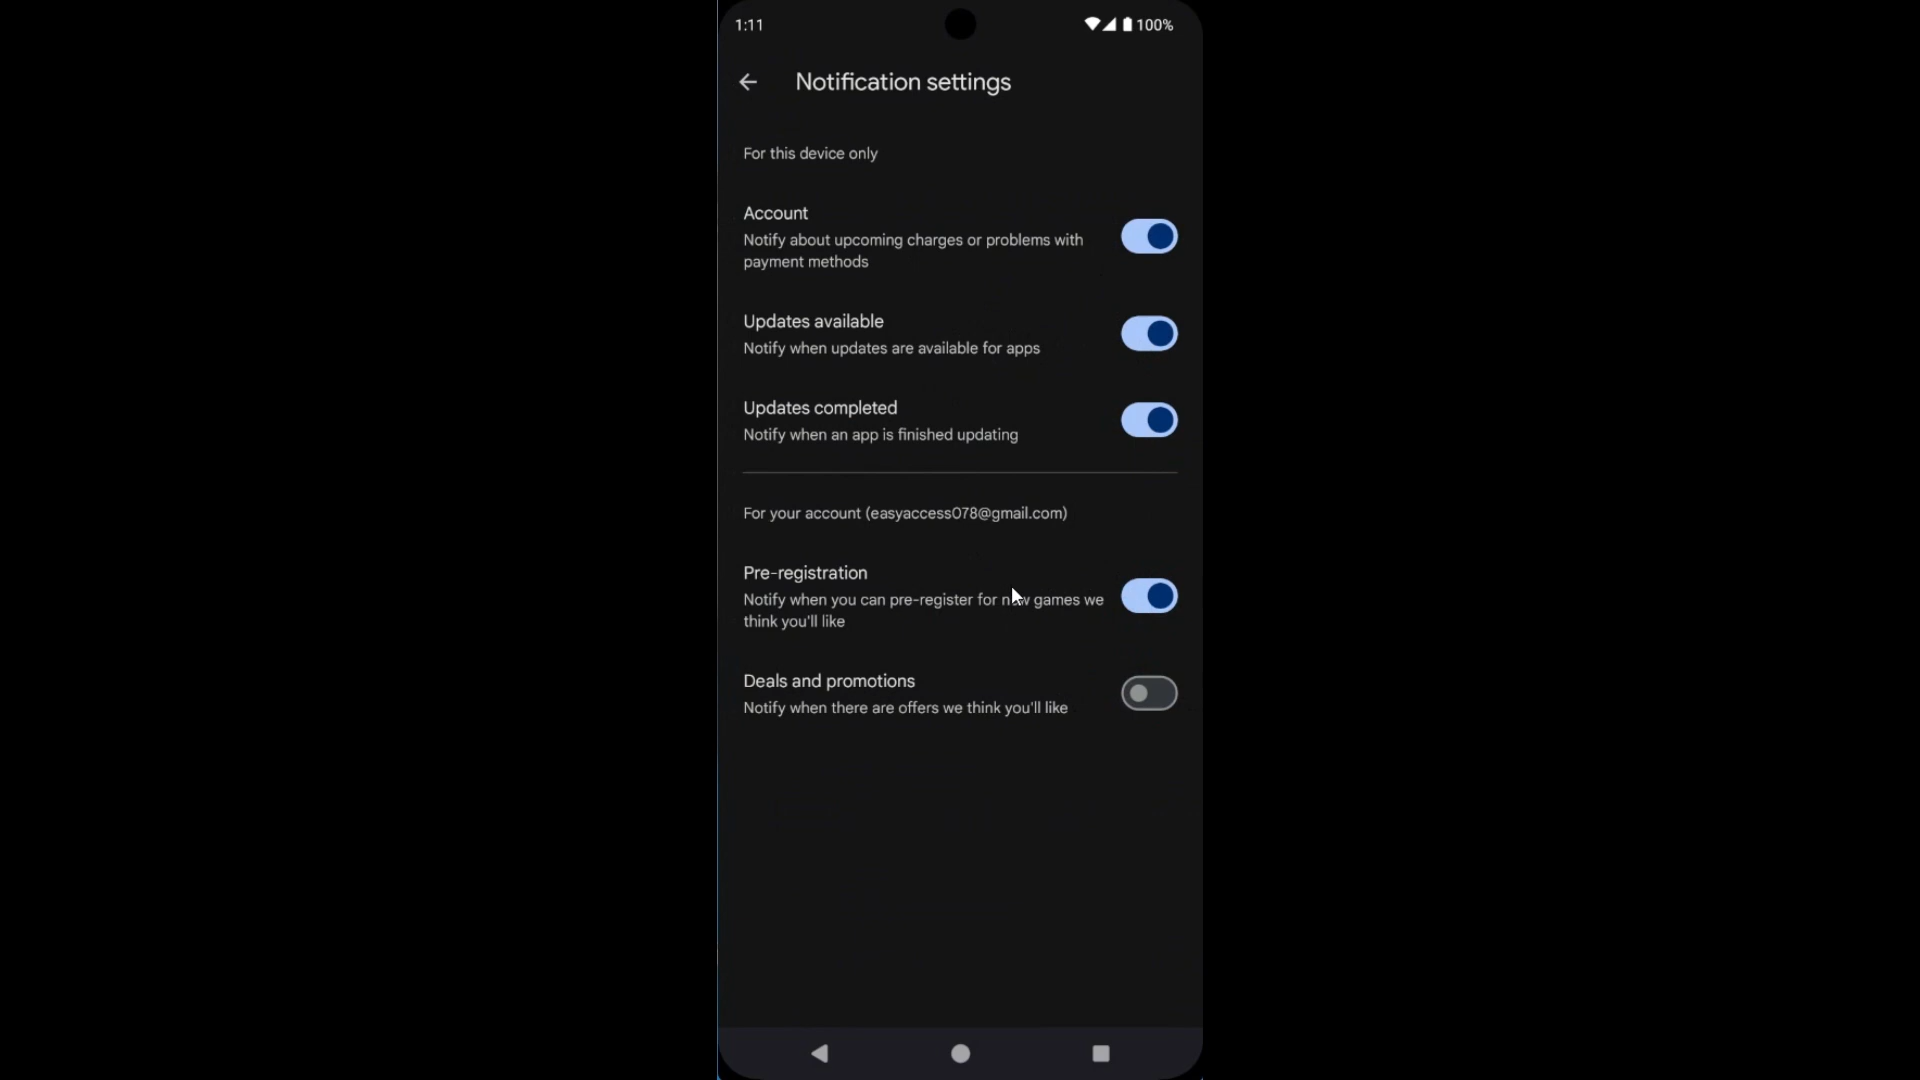 1:11
100%
Notification settings
For this device only
Account
Notify about upcoming charges or problems with
payment methods
Updates available
Notify when updates are available for apps
Updates completed
Notify when an app is finished updating
For your account (easyaccess078@gmail.com)
Pre-registration
Notify when you can pre-register for new games we
think you'll like
Deals and promotions
Notify when there are offers we think you'll like